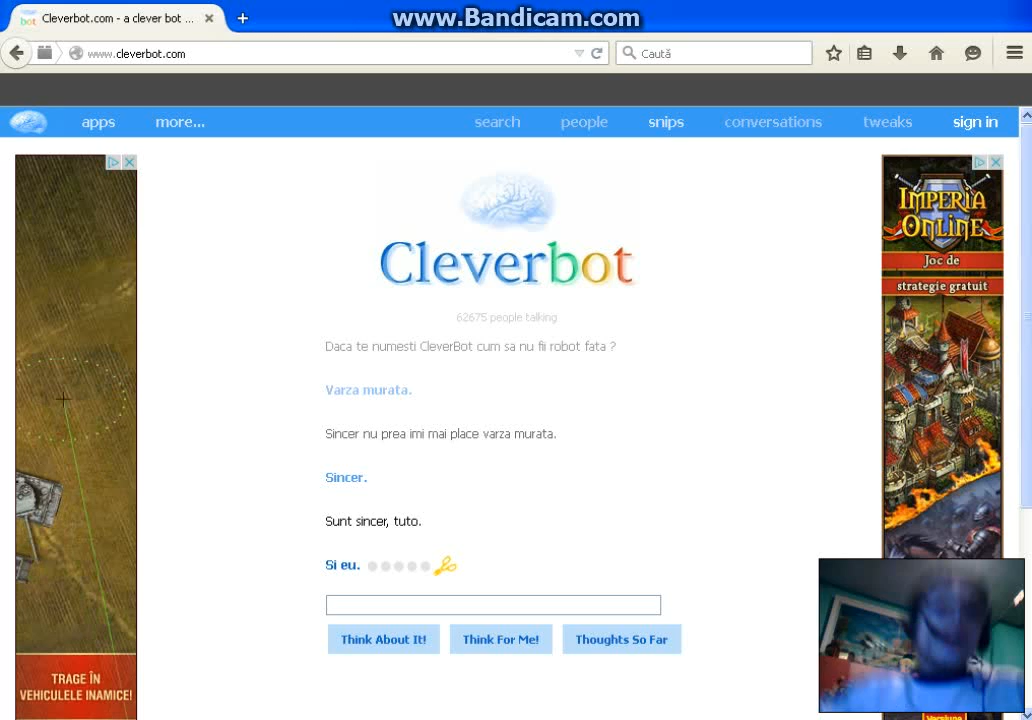 Cleverbot.com - a clever bot ...
www.Bandicam.com
www.cleverbot.com
Caută
apps
more...
search
people
snips
conversations
tweaks
sign in
Cleverbot
62675 people talking
Daca te numesti CleverBot cum sa nu fii robot fata ?
Varza murata.
Sincer nu prea imi mai place varza murata.
Sincer.
Sunt sincer, tuto.
Si eu.
Think About It!
Think For Me!
Thoughts So Far
TRAGE ÎN
VEHICULELE INAMICE!
IMPERIA
ONLINE
Joc de
strategie gratuit